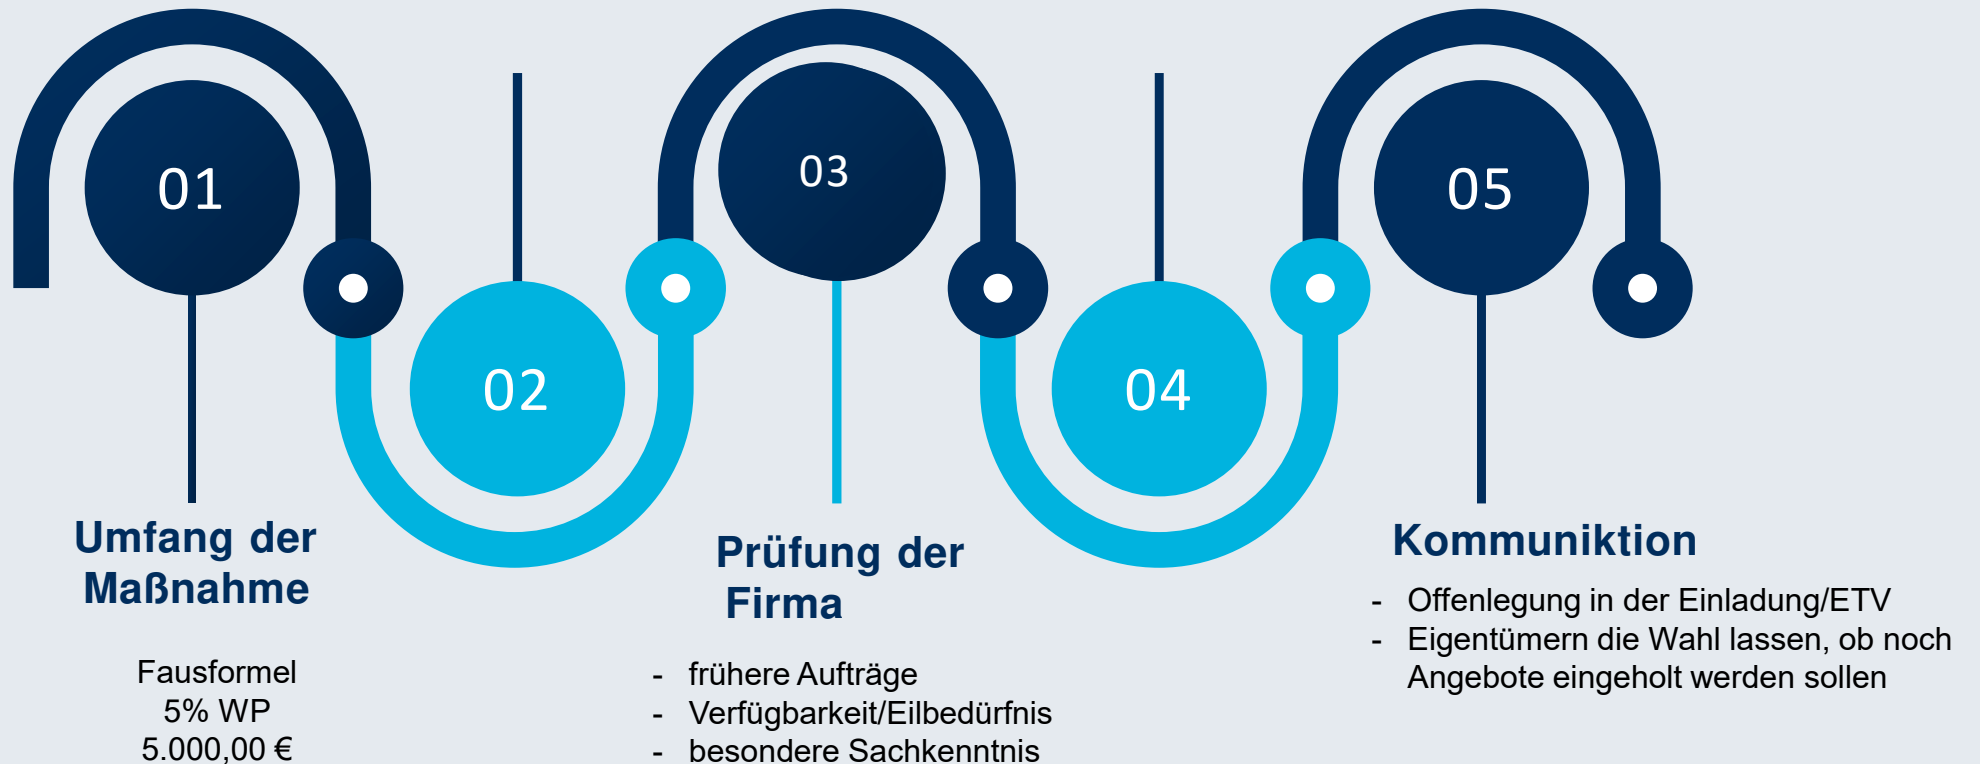 01
02
03
04
05
Umfang der
Maßnahme
Fausformel
5% WP
5.000,00 €
Prüfung der
Firma
- frühere Aufträge
- Verfügbarkeit/Eilbedürfnis
- besondere Sachkenntnis
Kommuniktion
- Offenlegung in der Einladung/ETV
- Eigentümern die Wahl lassen, ob noch
Angebote eingeholt werden sollen